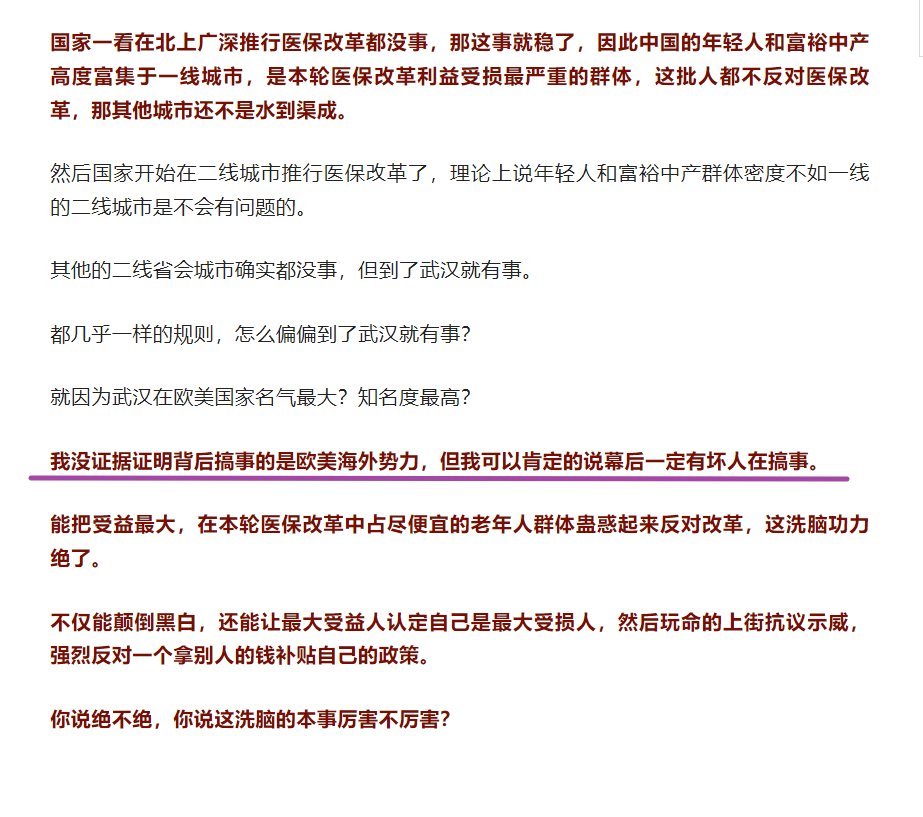 国家一看在北上广深推行医保改革都没事，那这事就稳了，因此中国的年轻人和富裕中产
高度富集于一线城市，是本轮医保改革利益受损最严重的群体，这批人都不反对医保改
革，那其他城市还不是水到渠成。
然后国家开始在二线城市推行医保改革了，理论上说年轻人和富裕中产群体密度不如一线
的二线城市是不会有问题的。
其他的二线省会城市确实都没事，但到了武汉就有事。
都几乎一样的规则，怎么偏偏到了武汉就有事？
就因为武汉在欧美国家名气最大？知名度最高？
我没证据证明背后搞事的是欧美海外势力，但我可以肯定的说幕后一定有坏人在搞事。
能把受益最大，在本轮医保改革中占尽便宜的老年人群体蛊惑起来反对改革，这洗脑功力
绝了。
不仅能颠倒黑白，还能让最大受益人认定自己是最大受损人，然后玩命的上街抗议示威，
强烈反对一个拿别人的钱补贴自己的政策。
你说绝不绝，你说这洗脑的本事厉害不厉害？